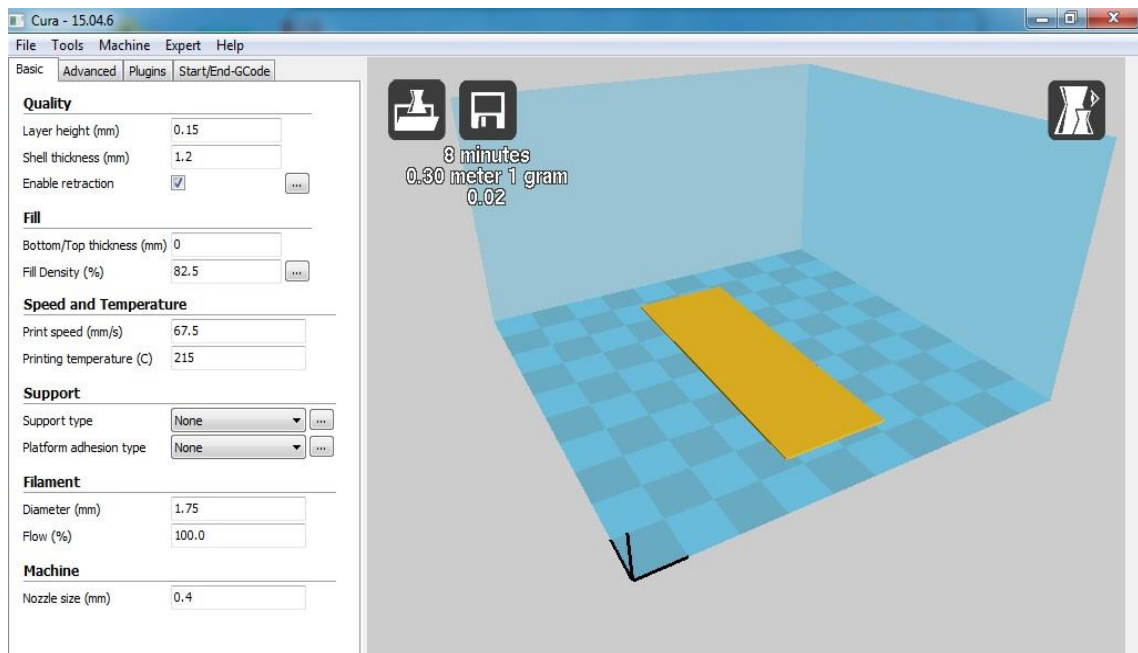 Cura - 15.04.6
File Tools Machine Expert Help
Basic Advanced Plugins Start/End-GCode
Quality
Layer height (mm) 0.15
Shell thickness (mm) 1.2
Enable retraction ...
Fill
Bottom/Top thickness (mm) 0
Fill Density (%) 82.5 ...
Speed and Temperature
Print speed (mm/s) 67.5
Printing temperature (C) 215
Support
Support type None ...
Platform adhesion type None ...
Filament
Diameter (mm) 1.75
Flow (%) 100.0
Machine
Nozzle size (mm) 0.4
8 minutes
0.30 meter 1 gram
0.02